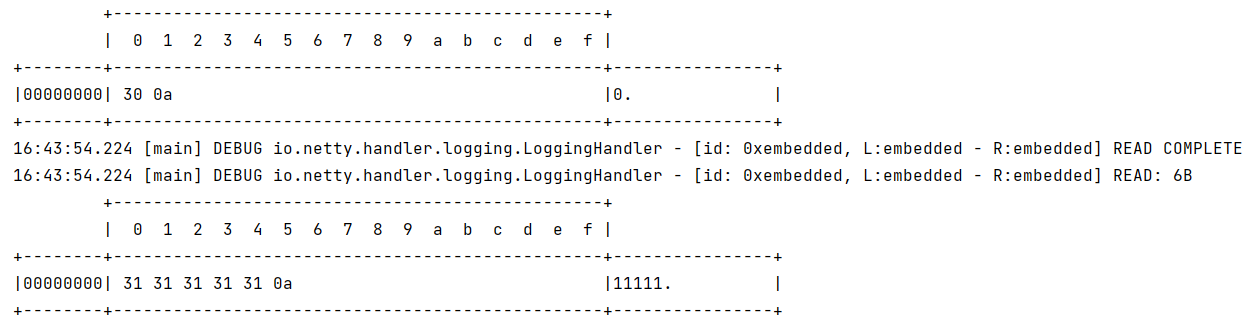 +-------------------------------------------------+
         |  0  1  2  3  4  5  6  7  8  9  a  b  c  d  e  f |
+--------+-------------------------------------------------+----------------+
|00000000| 30 0a                                           |0.              |
+--------+-------------------------------------------------+----------------+
16:43:54.224 [main] DEBUG io.netty.handler.logging.LoggingHandler - [id: 0xembedded, L:embedded - R:embedded] READ COMPLETE
16:43:54.224 [main] DEBUG io.netty.handler.logging.LoggingHandler - [id: 0xembedded, L:embedded - R:embedded] READ: 6B
         +-------------------------------------------------+
         |  0  1  2  3  4  5  6  7  8  9  a  b  c  d  e  f |
+--------+-------------------------------------------------+----------------+
|00000000| 31 31 31 31 31 0a                               |11111.          |
+--------+-------------------------------------------------+----------------+